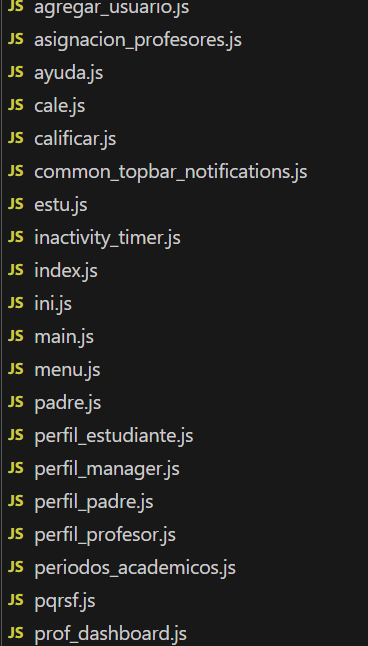 JS agregar_usuario.js
JS asignacion_profesores.js
JS ayuda.js
JS cale.js
JS calificar.js
JS common_topbar_notifications.js
JS estu.js
JS inactivity_timer.js
JS index.js
JS ini.js
JS main.js
JS menu.js
JS padre.js
JS perfil_estudiante.js
JS perfil_manager.js
JS perfil_padre.js
JS perfil_profesor.js
JS periodos_academicos.js
JS pqrsf.js
JS prof_dashboard.js